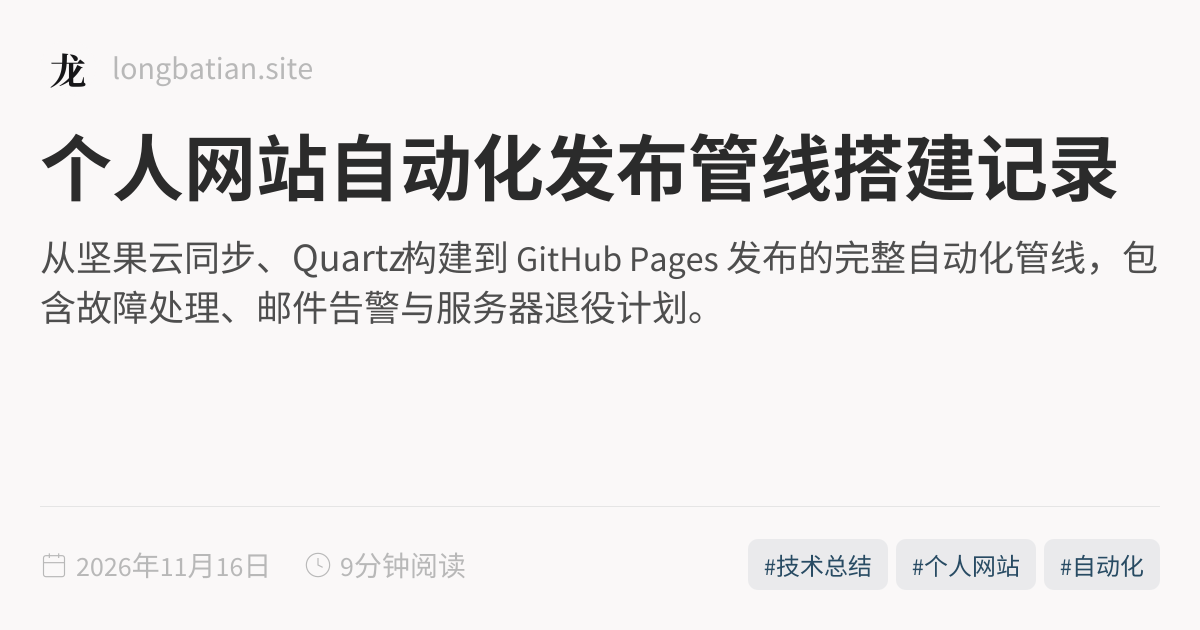 龙 longbatian.site
个人网站自动化发布管线搭建记录
从坚果云同步、Quartz构建到 GitHub Pages 发布的完整自动化管线，包
含故障处理、邮件告警与服务器退役计划。
2026年11月16日 9分钟阅读 #技术总结 #个人网站 #自动化